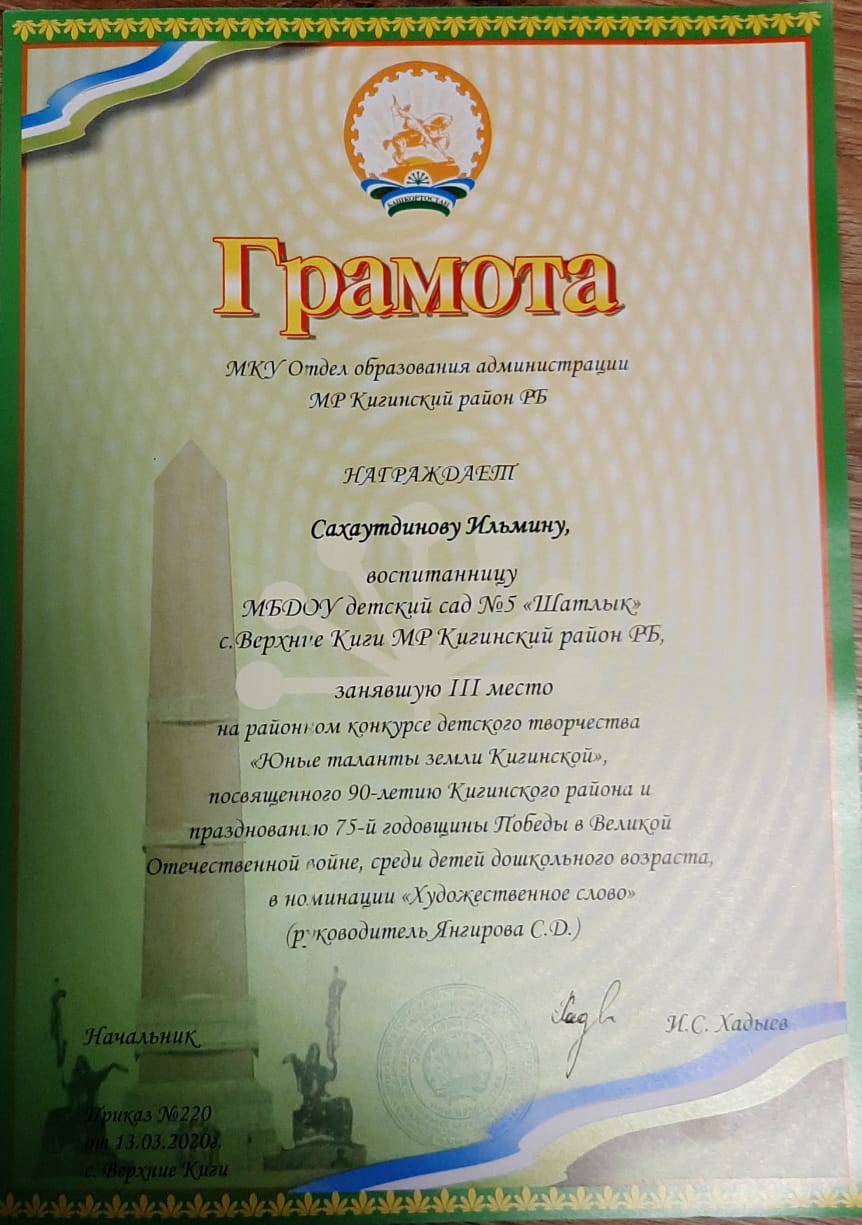 БАШКОРТОСТАН
Грамота
МКУ Отдел образования администрации
МР Кигинский район РБ
НАГРАЖДАЕТ
Сахаутдинову Ильмину,
воспитанницу
МБДОУ детский сад №5 «Шатлык»
с.Верхние Киги МР Кигинский район РБ,
занявшую III место
на районном конкурсе детского творчества
«Юные таланты земли Кигинской»,
посвященного 90-летию Кигинского района и
празднованию 75-й годовщины Победы в Великой
Отечественной войне, среди детей дошкольного возраста,
в номинации «Художественное слово»
(руководитель Янгирова С.Д.)
Начальник И.С. Хадыев
Приказ №220
от 13.03.2020г.
с. Верхние Киги